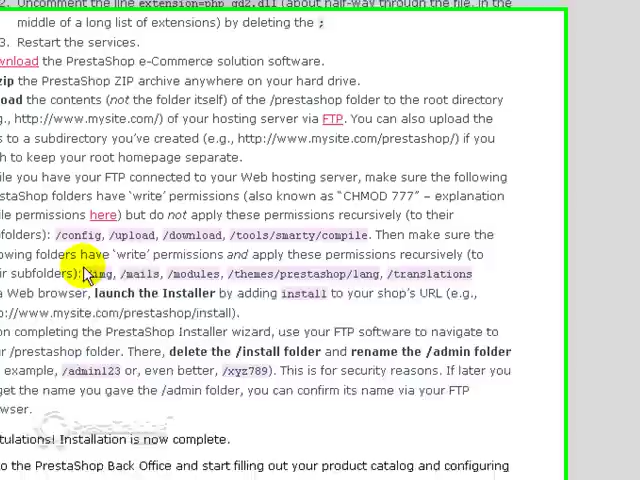 2. Uncomment the line extension=php_gd2.dll (about half-way through the file, in the
middle of a long list of extensions) by deleting the ;
3. Restart the services.
wnload the PrestaShop e-Commerce solution software.
zip the PrestaShop ZIP archive anywhere on your hard drive.
oad the contents (not the folder itself) of the /prestashop folder to the root directory
g., http://www.mysite.com/) of your hosting server via FTP. You can also upload the
s to a subdirectory you've created (e.g., http://www.mysite.com/prestashop/) if you
h to keep your root homepage separate.
ile you have your FTP connected to your Web hosting server, make sure the following
staShop folders have `write' permissions (also known as "CHMOD 777" – explanation
ile permissions here) but do not apply these permissions recursively (to their
folders): /config, /upload, /download, /tools/smarty/compile. Then make sure the
owing folders have `write' permissions and apply these permissions recursively (to
ir subfolders): /img, /mails, /modules, /themes/prestashop/lang, /translations
a Web browser, launch the Installer by adding install to your shop's URL (e.g.,
p://www.mysite.com/prestashop/install).
on completing the PrestaShop Installer wizard, use your FTP software to navigate to
r /prestashop folder. There, delete the /install folder and rename the /admin folder
example, /admin123 or, even better, /xyz789). This is for security reasons. If later you
get the name you gave the /admin folder, you can confirm its name via your FTP
wser.
tulations! Installation is now complete.
to the PrestaShop Back Office and start filling out your product catalog and configuring